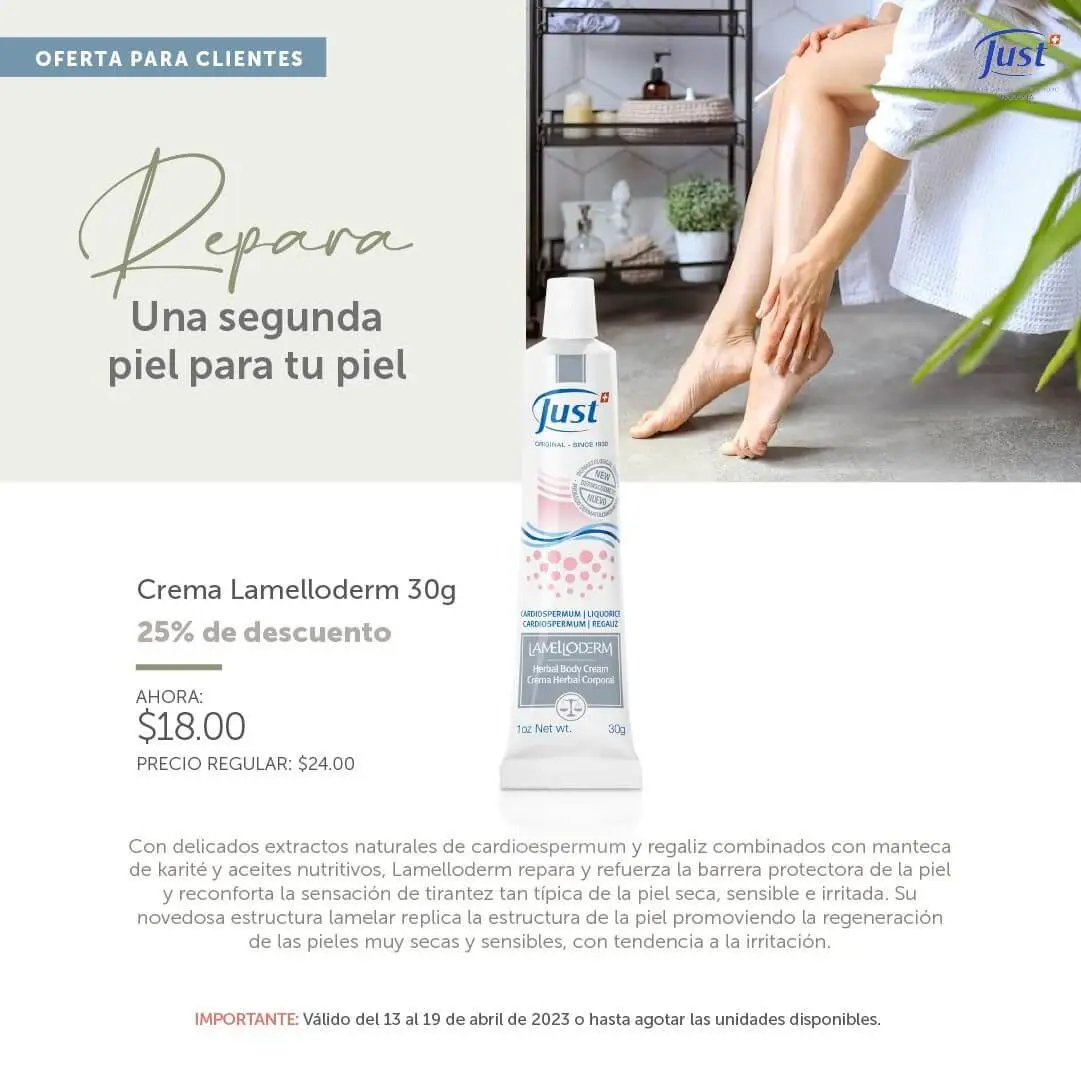 OFERTA PARA CLIENTES
Just
Repara
Una segunda
piel para tu piel
Just
ORIGINAL - SINCE 1930
NEW
DERMOCOSMETIC
NUEVO
CARDIOSPERMUM | LIQUORICE
CARDIOSPERMUM | REGALIZ
LAMELLODERM
Herbal Body Cream
Crema Herbal Corporal
1oz Net wt. 30g
Crema Lamelloderm 30g
25% de descuento
AHORA:
$18.00
PRECIO REGULAR: $24.00
Con delicados extractos naturales de cardioespermum y regaliz combinados con manteca
de karité y aceites nutritivos, Lamelloderm repara y refuerza la barrera protectora de la piel
y reconforta la sensación de tirantez tan típica de la piel seca, sensible e irritada. Su
novedosa estructura lamelar replica la estructura de la piel promoviendo la regeneración
de las pieles muy secas y sensibles, con tendencia a la irritación.
IMPORTANTE: Válido del 13 al 19 de abril de 2023 o hasta agotar las unidades disponibles.